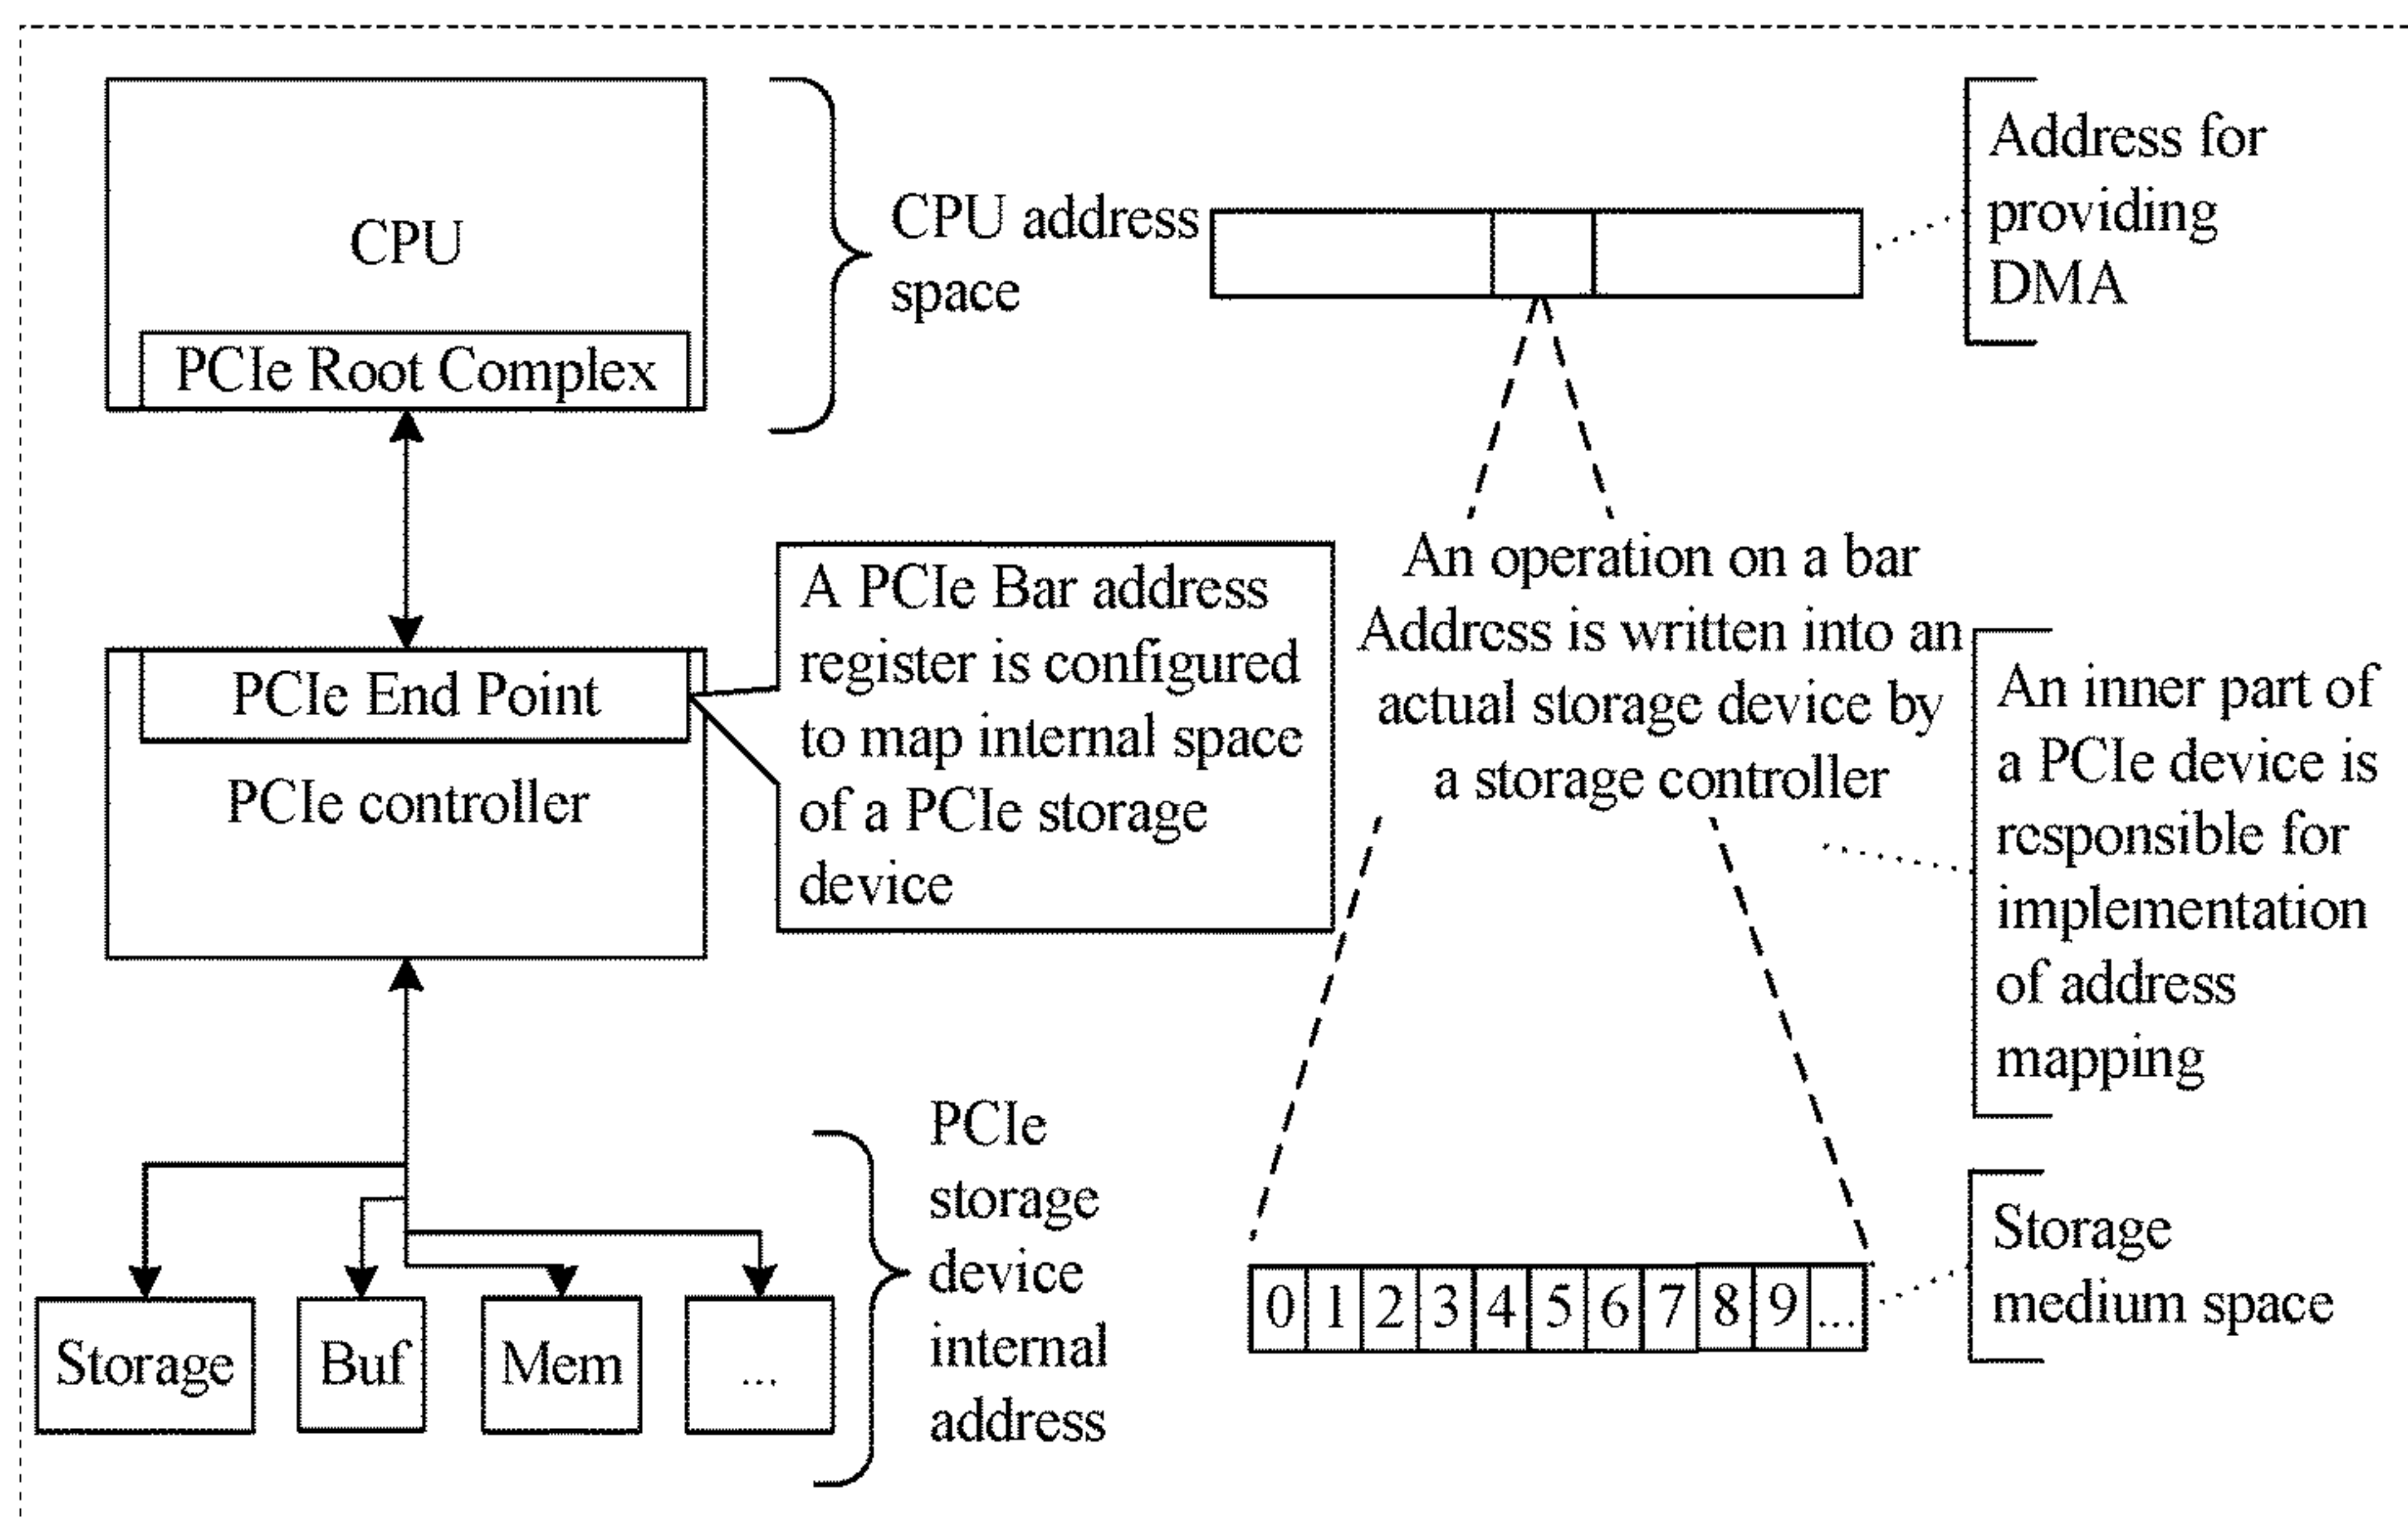 CPU
PCIe Root Complex
CPU address
space
Address for
providing
DMA
PCIe End Point
PCIe controller
A PCIe Bar address
register is configured
to map internal space
of a PCIe storage
device
An operation on a bar
Address is written into an
actual storage device by
a storage controller
An inner part of
a PCIe device is
responsible for
implementation
of address
mapping
Storage
Buf
Mem
...
PCIe
storage
device
internal
address
0 1 2 3 4 5 6 7 8 9 ...
Storage
medium space